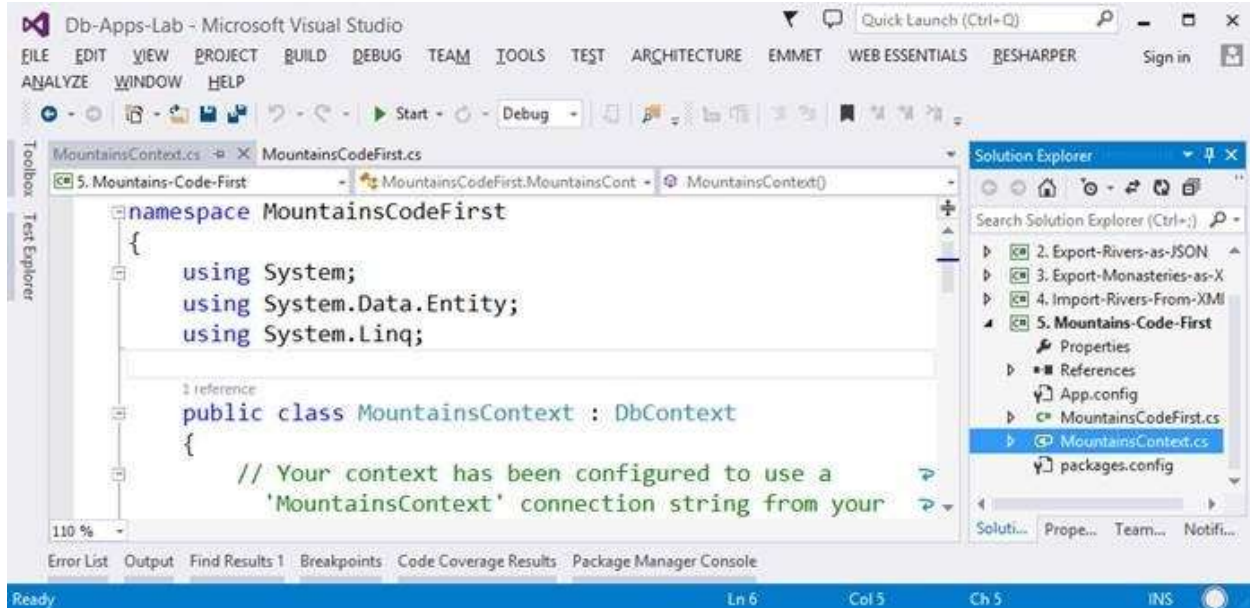 Db-Apps-Lab - Microsoft Visual Studio
Quick Launch (Ctrl+Q)
FILE EDIT VIEW PROJECT BUILD DEBUG TEAM TOOLS TEST ARCHITECTURE EMMET WEB ESSENTIALS RESHARPER Sign in
ANALYZE WINDOW HELP
Start Debug
Toolbox
Test Explorer
MountainsContext.cs MountainsCodeFirst.cs
5. Mountains-Code-First MountainsCodeFirst.MountainsCont MountainsContext()
namespace MountainsCodeFirst
{
using System;
using System.Data.Entity;
using System.Linq;
1 reference
public class MountainsContext : DbContext
{
// Your context has been configured to use a
'MountainsContext' connection string from your
110 %
Solution Explorer
Search Solution Explorer (Ctrl+;)
2. Export-Rivers-as-JSON
3. Export-Monasteries-as-X
4. Import-Rivers-From-XMl
5. Mountains-Code-First
Properties
References
App.config
MountainsCodeFirst.cs
MountainsContext.cs
packages.config
Soluti... Prope... Team... Notifi...
Error List Output Find Results 1 Breakpoints Code Coverage Results Package Manager Console
Ready Ln 6 Col 5 Ch 5 INS